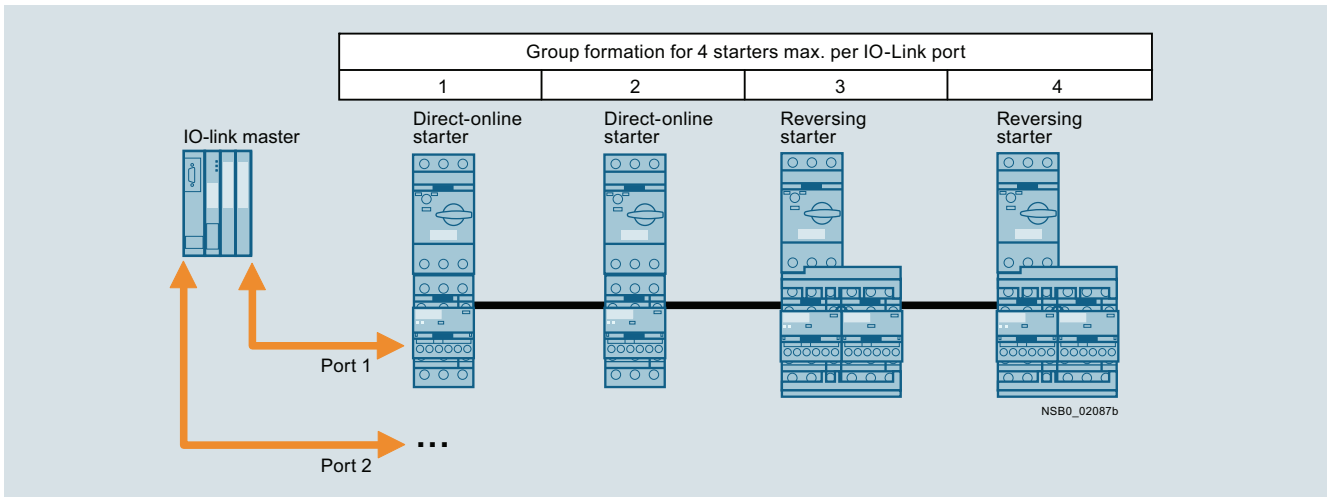 Group formation for 4 starters max. per IO-Link port
1 2 3 4
Direct-online
starter
Direct-online
starter
Reversing
starter
Reversing
starter
IO-link master
Port 1
NSB0_02087b
...
Port 2